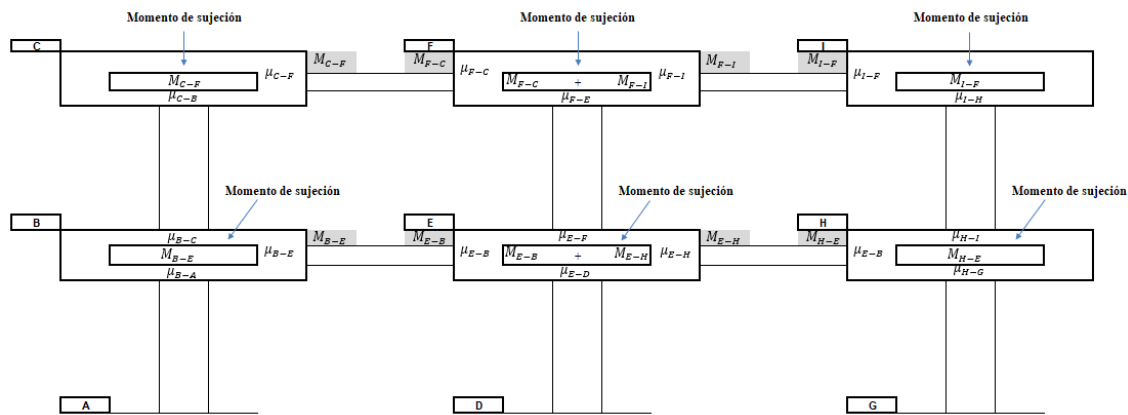 Momento de sujeción Momento de sujeción Momento de sujeción
C F I
M_{C-F} M_{F-C} M_{F-I} M_{I-F}
μ_{C-F} μ_{F-C} μ_{F-I} μ_{I-F}
M_{C-F} M_{F-C} + M_{F-I} M_{I-F}
μ_{C-B} μ_{F-E} μ_{I-H}
Momento de sujeción Momento de sujeción Momento de sujeción
B E H
μ_{B-C} M_{B-E} M_{E-B} μ_{E-F} M_{E-H} M_{H-E} μ_{H-I}
M_{B-E} μ_{B-E} μ_{E-B} M_{E-B} + M_{E-H} μ_{E-H} μ_{E-B} M_{H-E}
μ_{B-A} μ_{E-D} μ_{H-G}
A D G